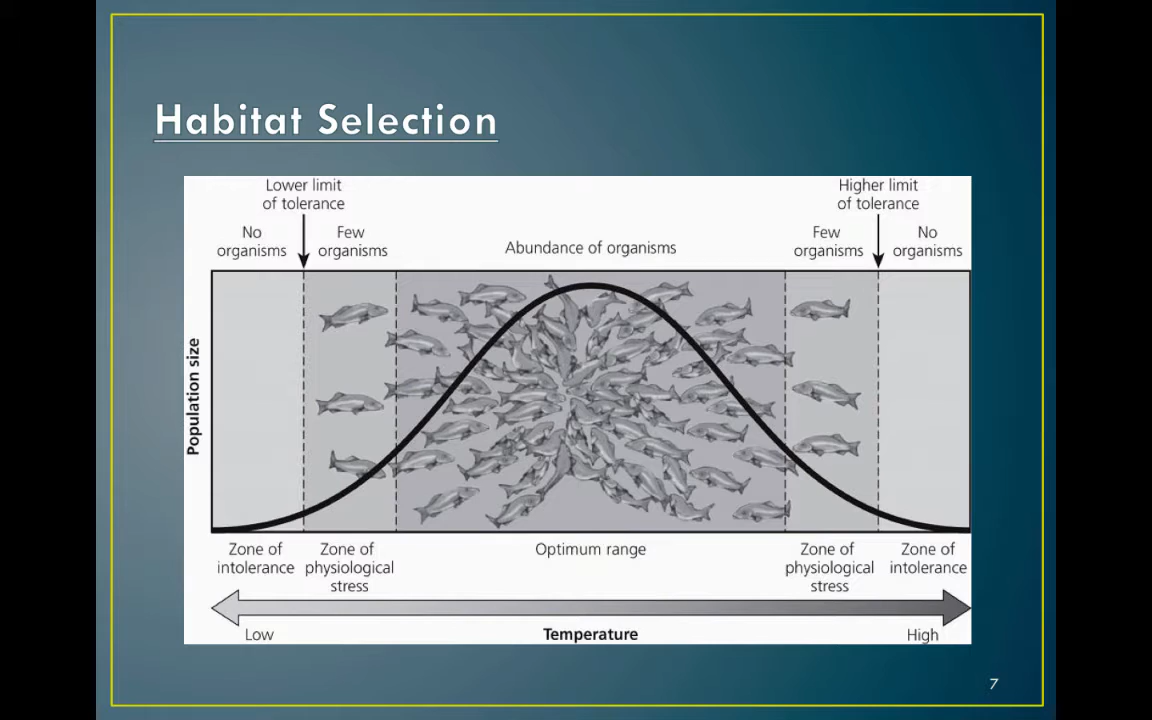 Habitat Selection
Lower limit
of tolerance
Higher limit
of tolerance
No
organisms
Few
organisms
Abundance of organisms
Few
organisms
No
organisms
Population size
Zone of
intolerance
Zone of
physiological
stress
Optimum range
Zone of
physiological
stress
Zone of
intolerance
Low
Temperature
High
7